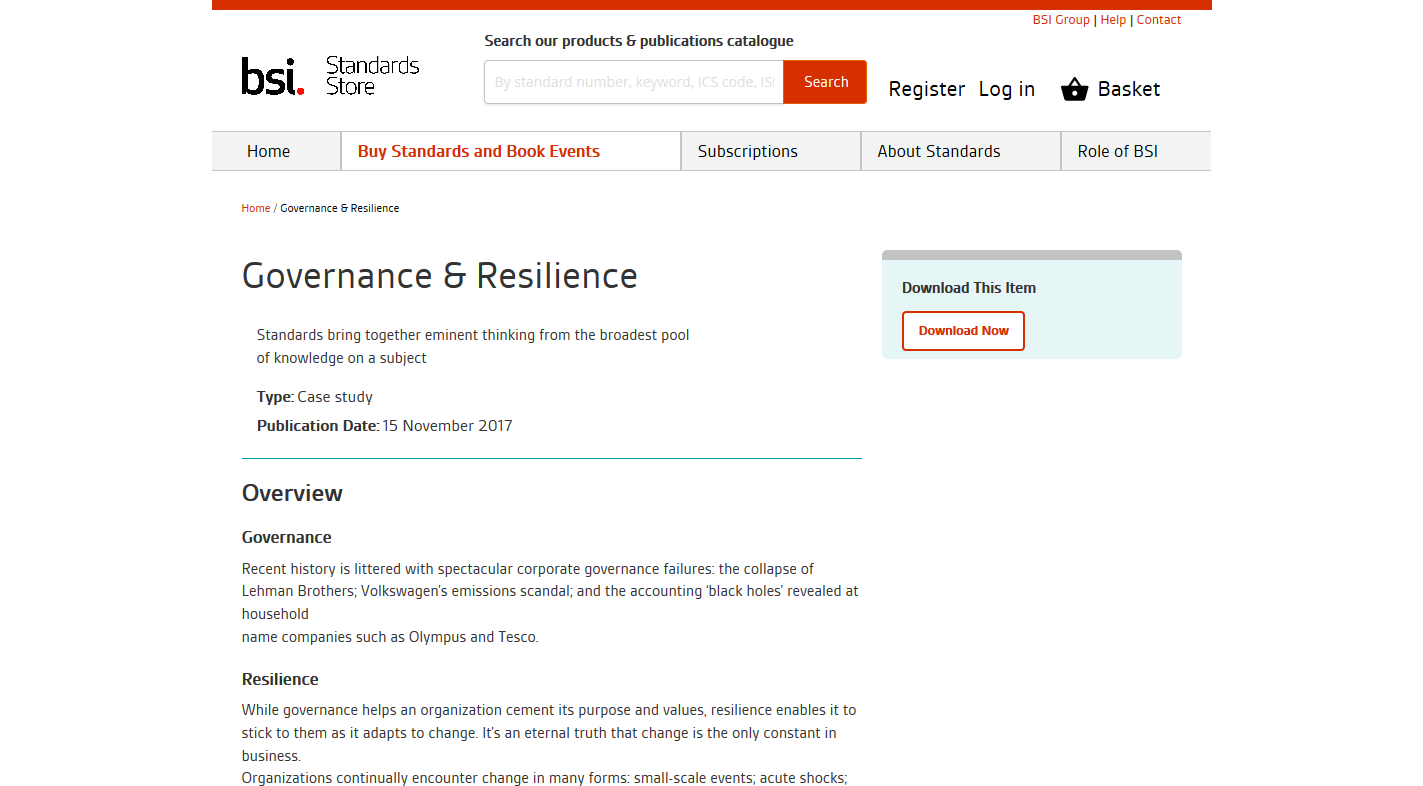 BSI Group | Help | Contact
Search our products & publications catalogue
bsi. Standards Store
By standard number, keyword, ICS code, ISI
Search
Register Log in Basket
Home Buy Standards and Book Events Subscriptions About Standards Role of BSI
Home / Governance & Resilience
Governance & Resilience
Standards bring together eminent thinking from the broadest pool
of knowledge on a subject
Type: Case study
Publication Date: 15 November 2017
Download This Item
Download Now
Overview
Governance
Recent history is littered with spectacular corporate governance failures: the collapse of
Lehman Brothers; Volkswagen's emissions scandal; and the accounting ‘black holes’ revealed at
household
name companies such as Olympus and Tesco.
Resilience
While governance helps an organization cement its purpose and values, resilience enables it to
stick to them as it adapts to change. It's an eternal truth that change is the only constant in
business.
Organizations continually encounter change in many forms: small-scale events; acute shocks;